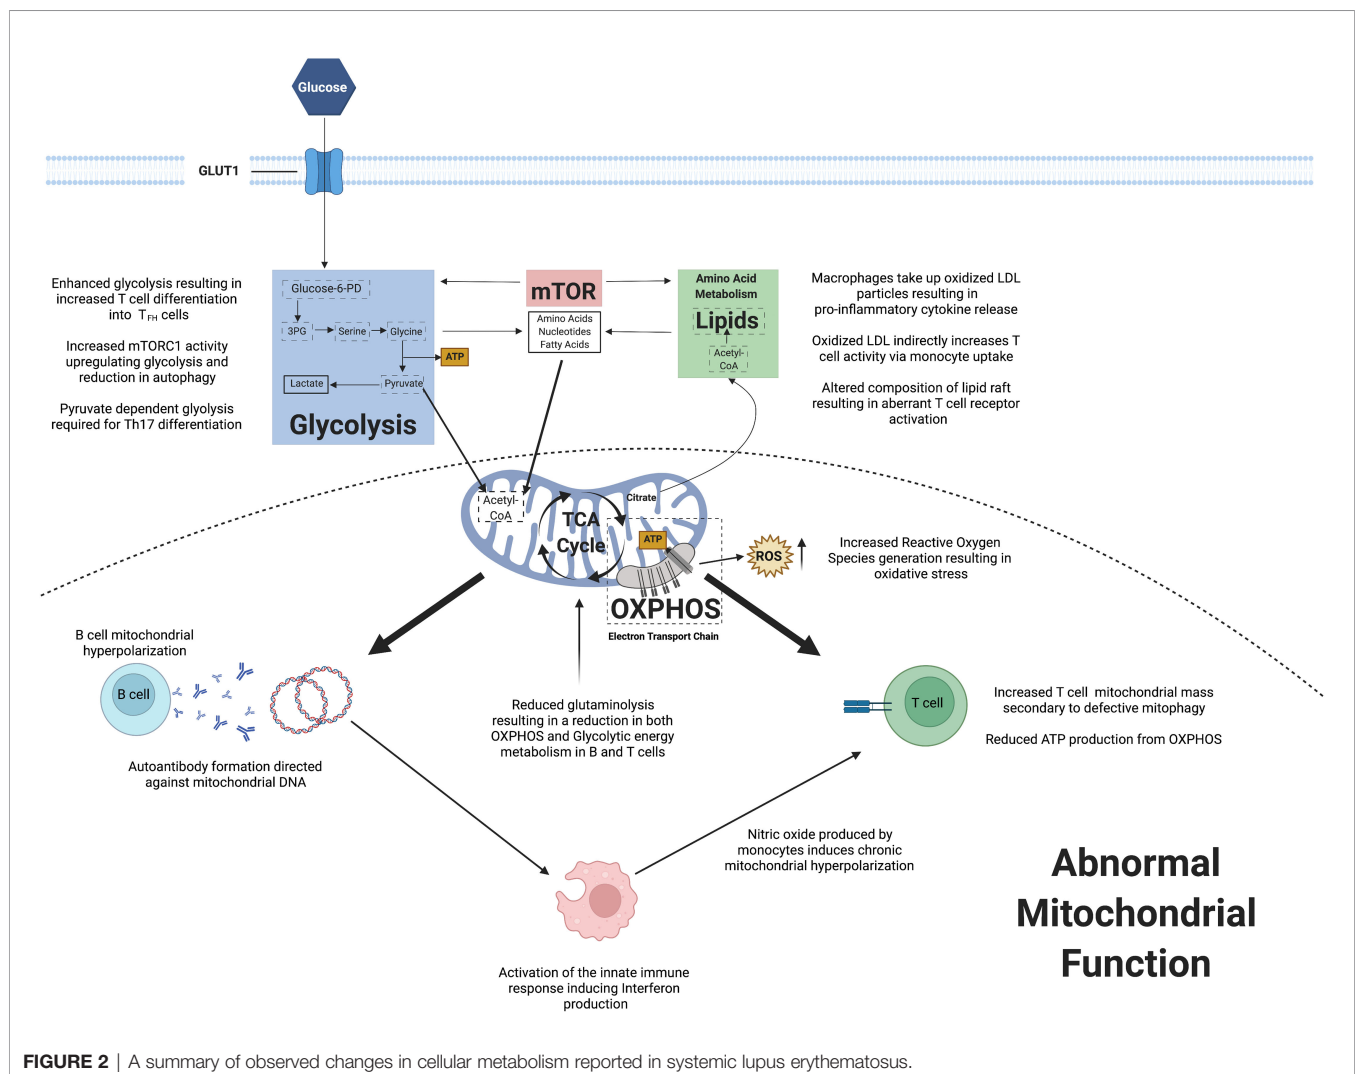 Glucose
GLUT1
Enhanced glycolysis resulting in
increased T cell differentiation
into TFH cells
Increased mTORC1 activity
upregulating glycolysis and
reduction in autophagy
Pyruvate dependent glyolysis
required for Th17 differentiation
Glucose-6-PD
3PG
Serine
Glycine
ATP
Lactate
Pyruvate
Glycolysis
mTOR
Amino Acids
Nucleotides
Fatty Acids
Amino Acid
Metabolism
Lipids
Acetyl-
CoA
Macrophages take up oxidized LDL
particles resulting in
pro-inflammatory cytokine release
Oxidized LDL indirectly increases T
cell activity via monocyte uptake
Altered composition of lipid raft
resulting in aberrant T cell receptor
activation
Acetyl-
CoA
TCA
Cycle
Citrate
ATP
OXPHOS
Electron Transport Chain
ROS
Increased Reactive Oxygen
Species generation resulting in
oxidative stress
B cell mitochondrial
hyperpolarization
B cell
Autoantibody formation directed
against mitochondrial DNA
Reduced glutaminolysis
resulting in a reduction in both
OXPHOS and Glycolytic energy
metabolism in B and T cells
T cell
Increased T cell mitochondrial mass
secondary to defective mitophagy
Reduced ATP production from OXPHOS
Nitric oxide produced by
monocytes induces chronic
mitochondrial hyperpolarization
Activation of the innate immune
response inducing Interferon
production
Abnormal
Mitochondrial
Function
FIGURE 2 | A summary of observed changes in cellular metabolism reported in systemic lupus erythematosus.